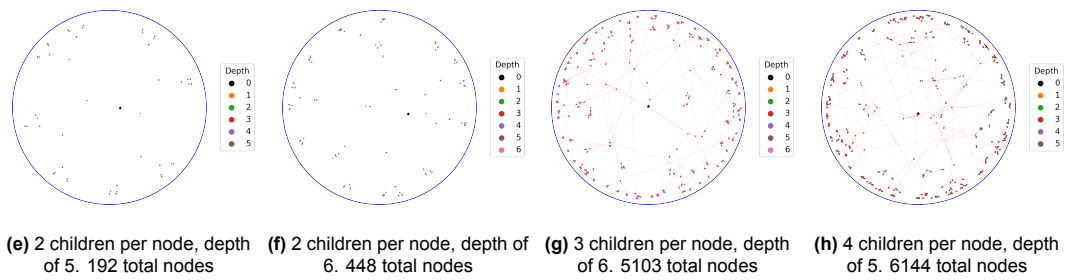 Depth
0
1
2
3
4
5
Depth
0
1
2
3
4
5
6
Depth
0
1
2
3
4
5
6
Depth
0
1
2
3
4
5
(e) 2 children per node, depth
of 5. 192 total nodes
(f) 2 children per node, depth of
6. 448 total nodes
(g) 3 children per node, depth
of 6. 5103 total nodes
(h) 4 children per node, depth
of 5. 6144 total nodes